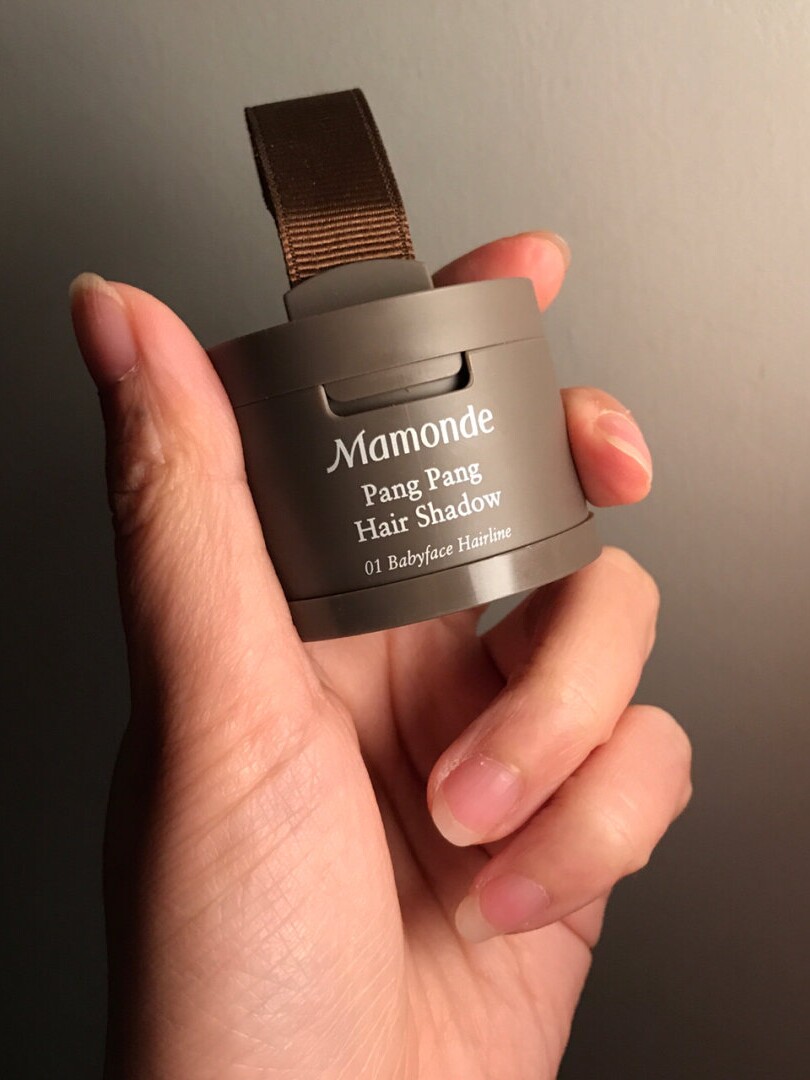 Mamonde
Pang Pang
Hair Shadow
01 Babyface Hairline